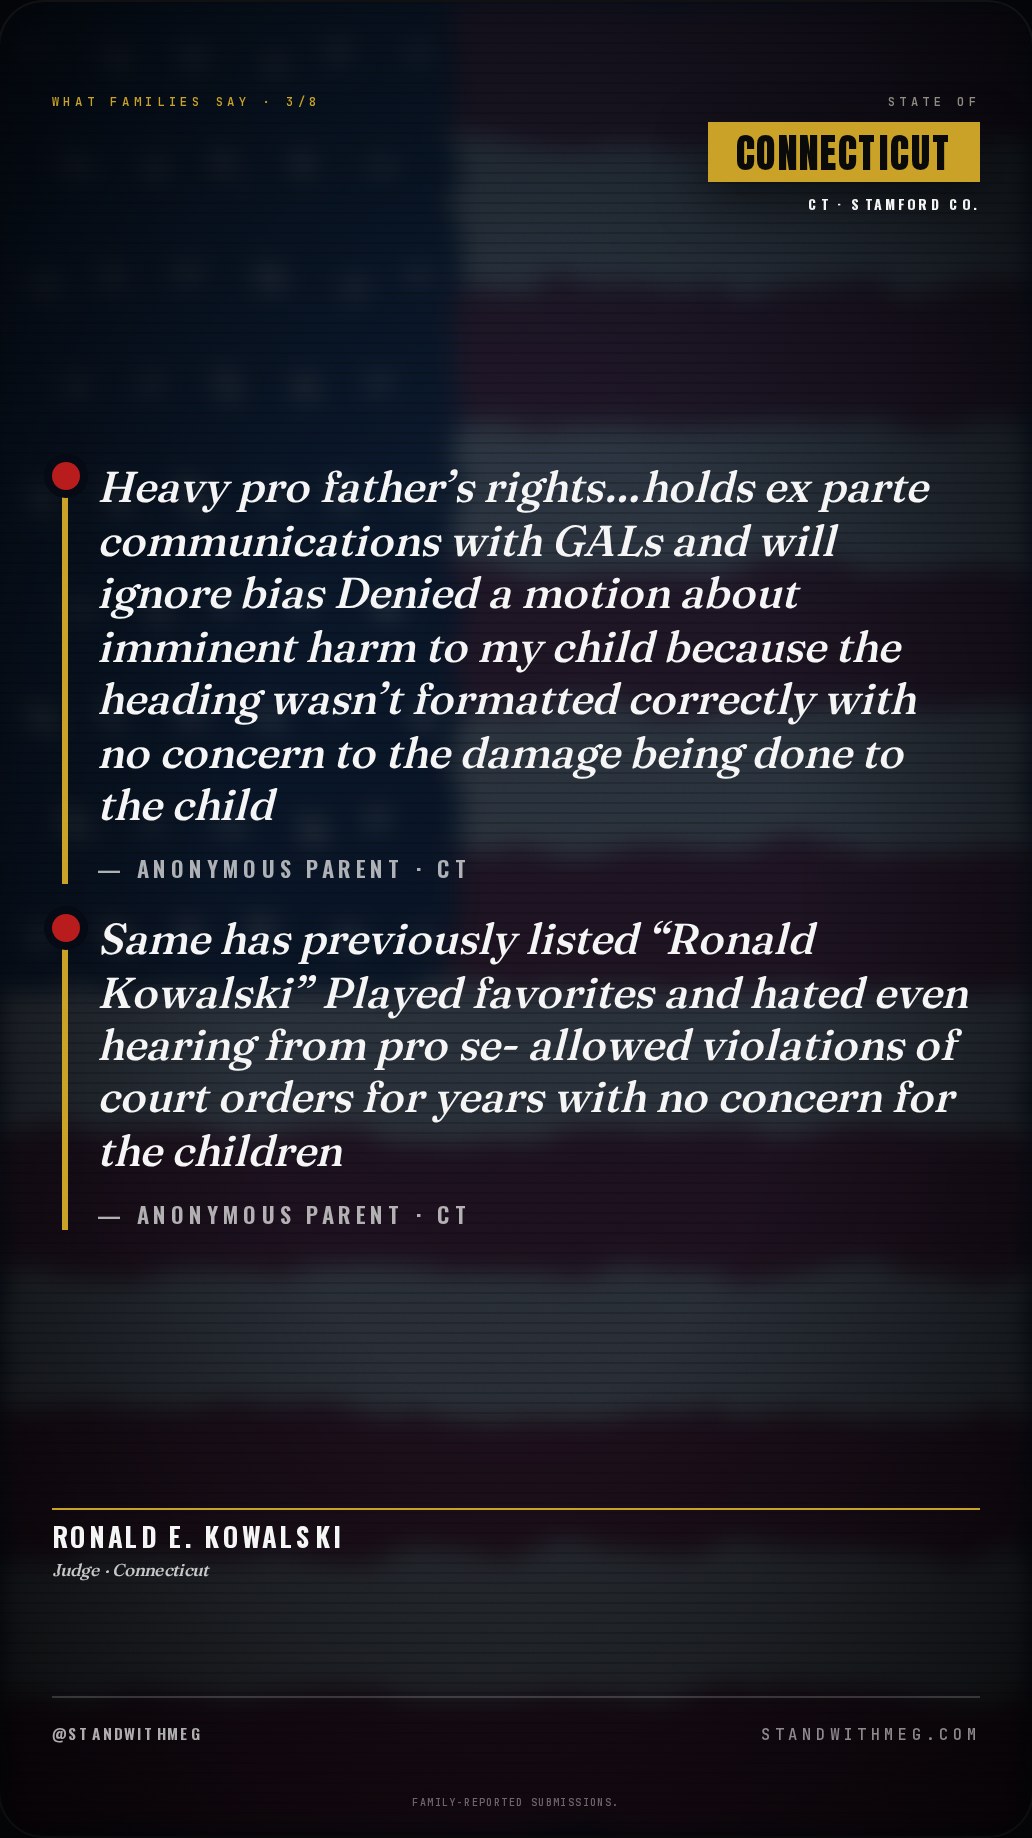 WHAT FAMILIES SAY · 3/8
STATE OF
CONNECTICUT
CT · STAMFORD CO.
Heavy pro father’s rights...holds ex parte
communications with GALs and will
ignore bias Denied a motion about
imminent harm to my child because the
heading wasn’t formatted correctly with
no concern to the damage being done to
the child
— ANONYMOUS PARENT · CT
Same has previously listed “Ronald
Kowalski” Played favorites and hated even
hearing from pro se- allowed violations of
court orders for years with no concern for
the children
— ANONYMOUS PARENT · CT
RONALD E. KOWALSKI
Judge · Connecticut
@STANDWITHMEG
STANDWITHMEG.COM
FAMILY-REPORTED SUBMISSIONS.